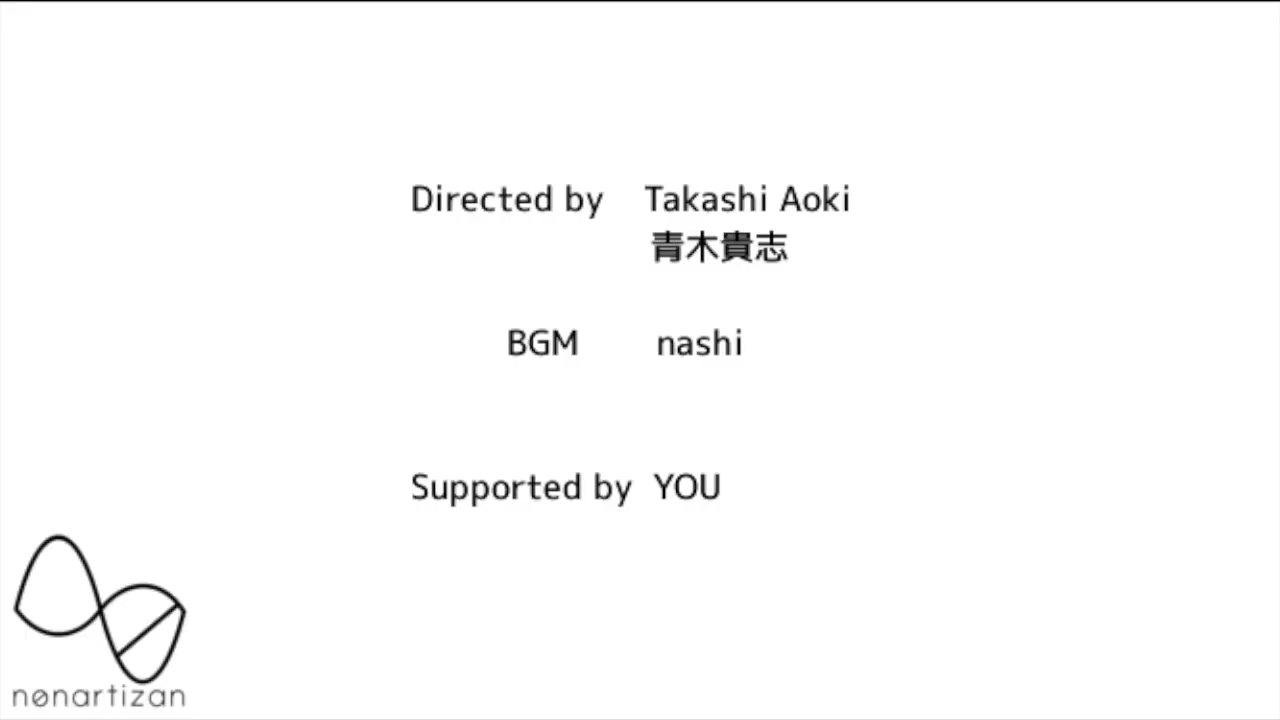 Directed by Takashi Aoki
青木貴志
BGM nashi
Supported by YOU
nønartizan